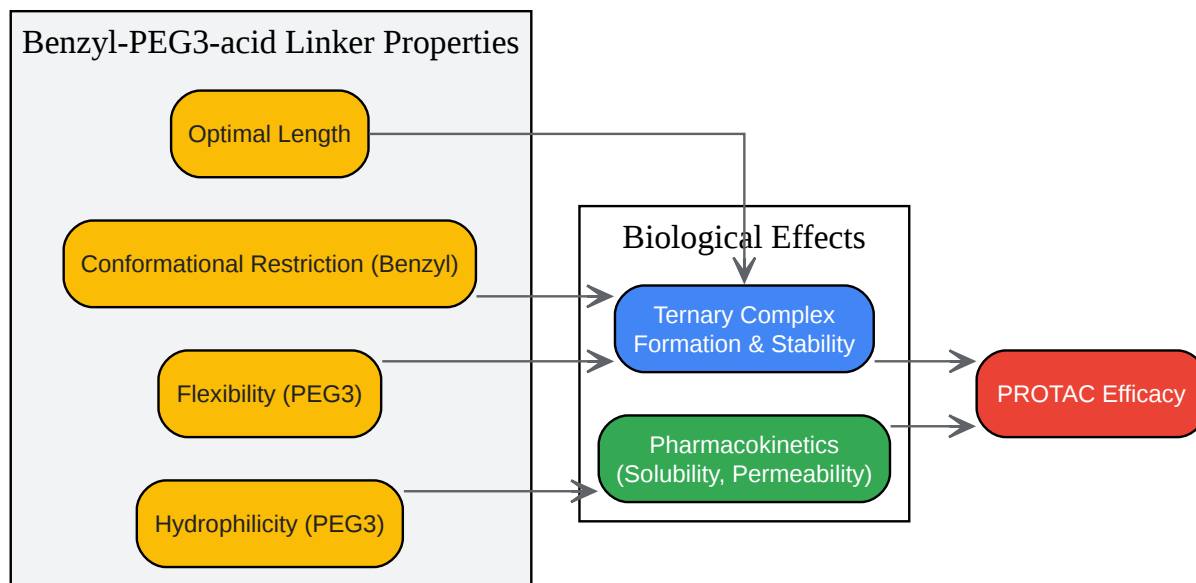 Benzyl-PEG3-acid Linker Properties
Optimal Length
Conformational Restriction (Benzyl)
Flexibility (PEG3)
Hydrophilicity (PEG3)
Biological Effects
Ternary Complex
Formation & Stability
Pharmacokinetics
(Solubility, Permeability)
PROTAC Efficacy